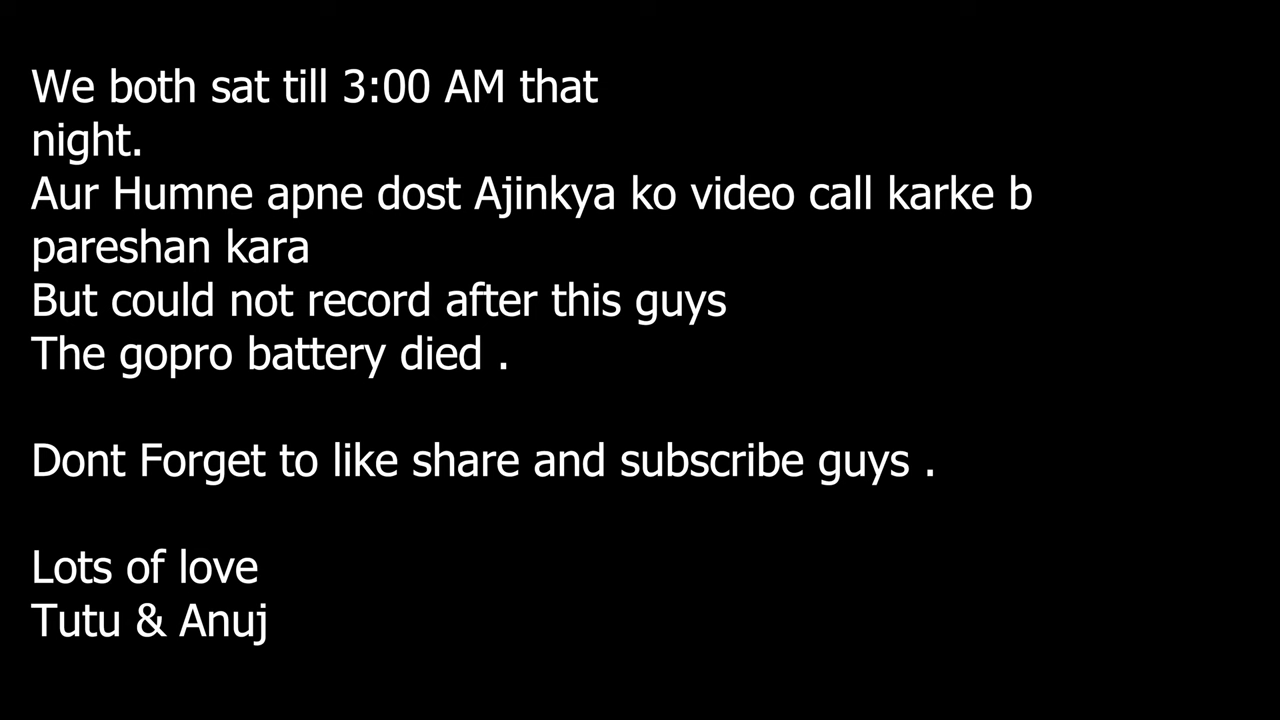 We both sat till 3:00 AM that
night.
Aur Humne apne dost Ajinkya ko video call karke b
pareshan kara
But could not record after this guys
The gopro battery died .
Dont Forget to like share and subscribe guys .
Lots of love
Tutu & Anuj